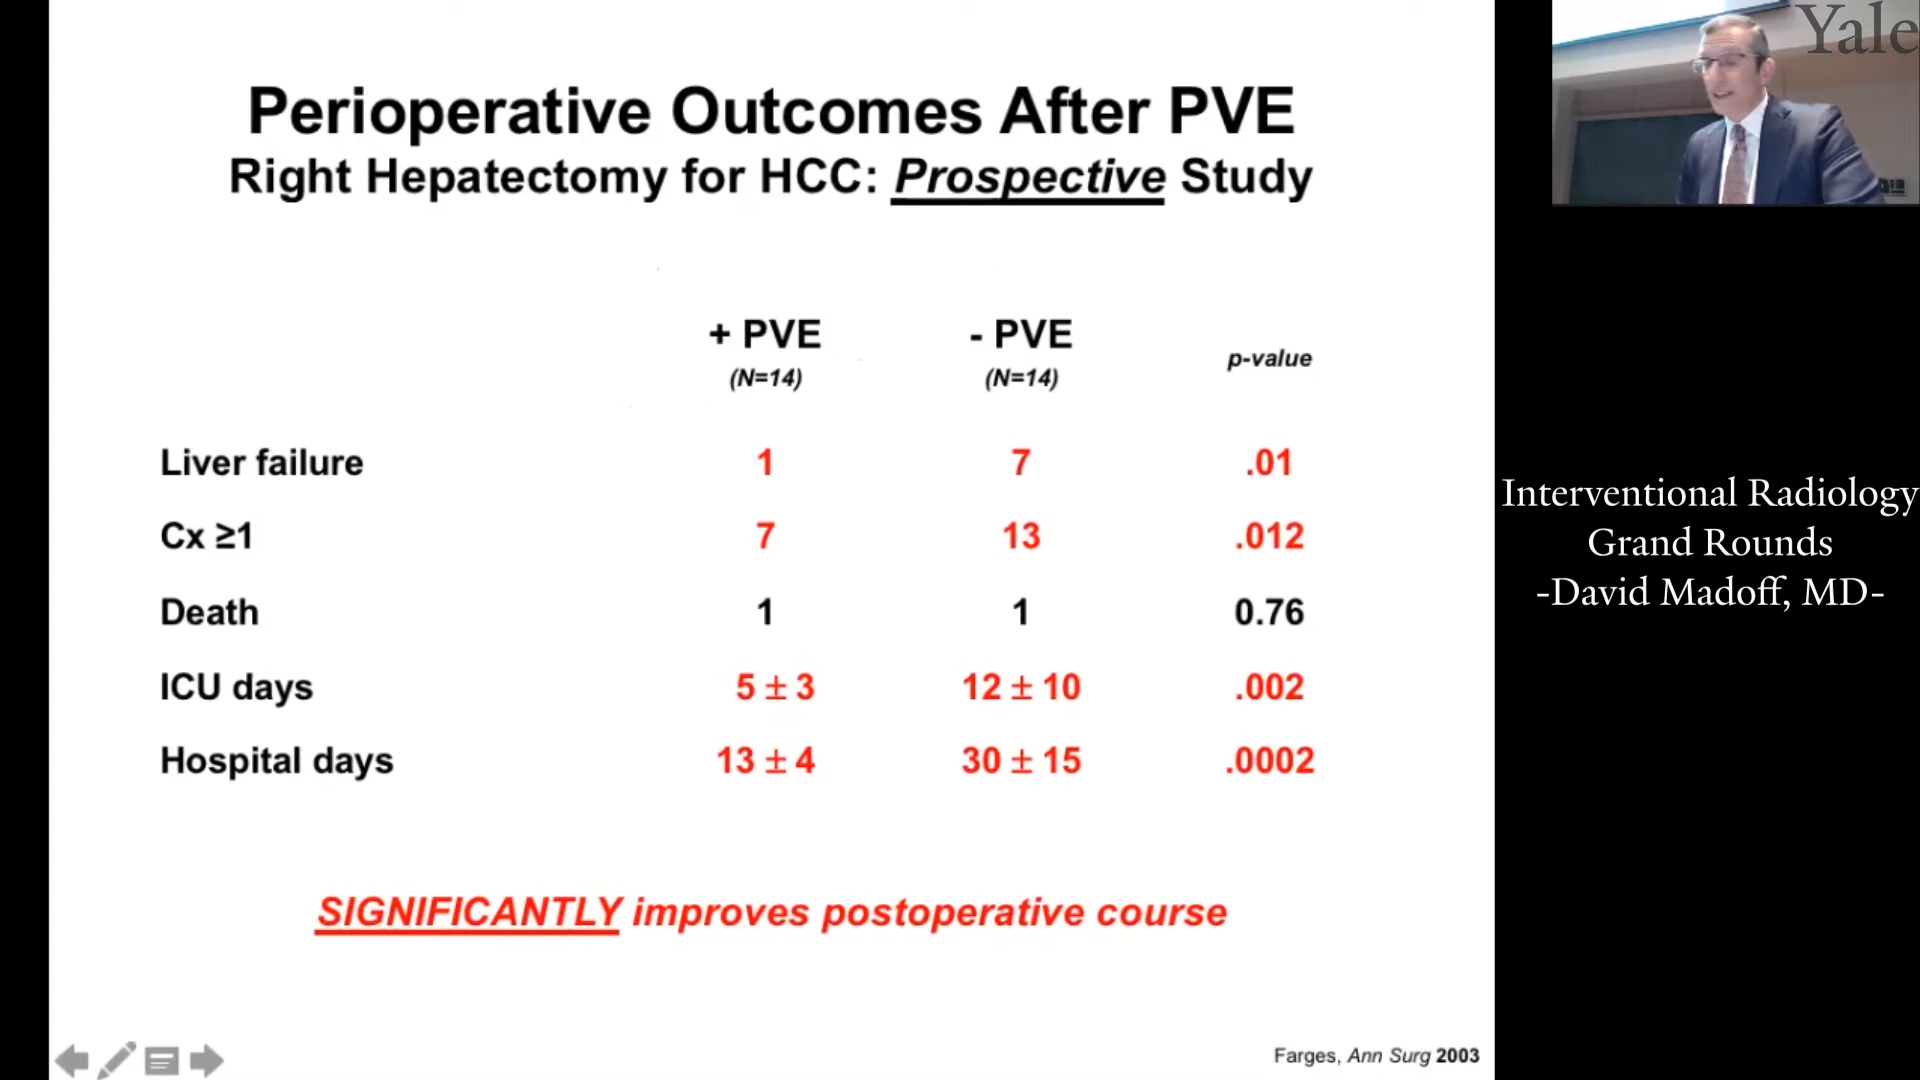 Perioperative Outcomes After PVE
Right Hepatectomy for HCC: Prospective Study
+ PVE - PVE p-value
(N=14) (N=14)
Liver failure 1 7 .01
Cx ≥1 7 13 .012
Death 1 1 0.76
ICU days 5 ± 3 12 ± 10 .002
Hospital days 13 ± 4 30 ± 15 .0002
SIGNIFICANTLY improves postoperative course
Farges, Ann Surg 2003
Yale
Interventional Radiology
Grand Rounds
-David Madoff, MD-